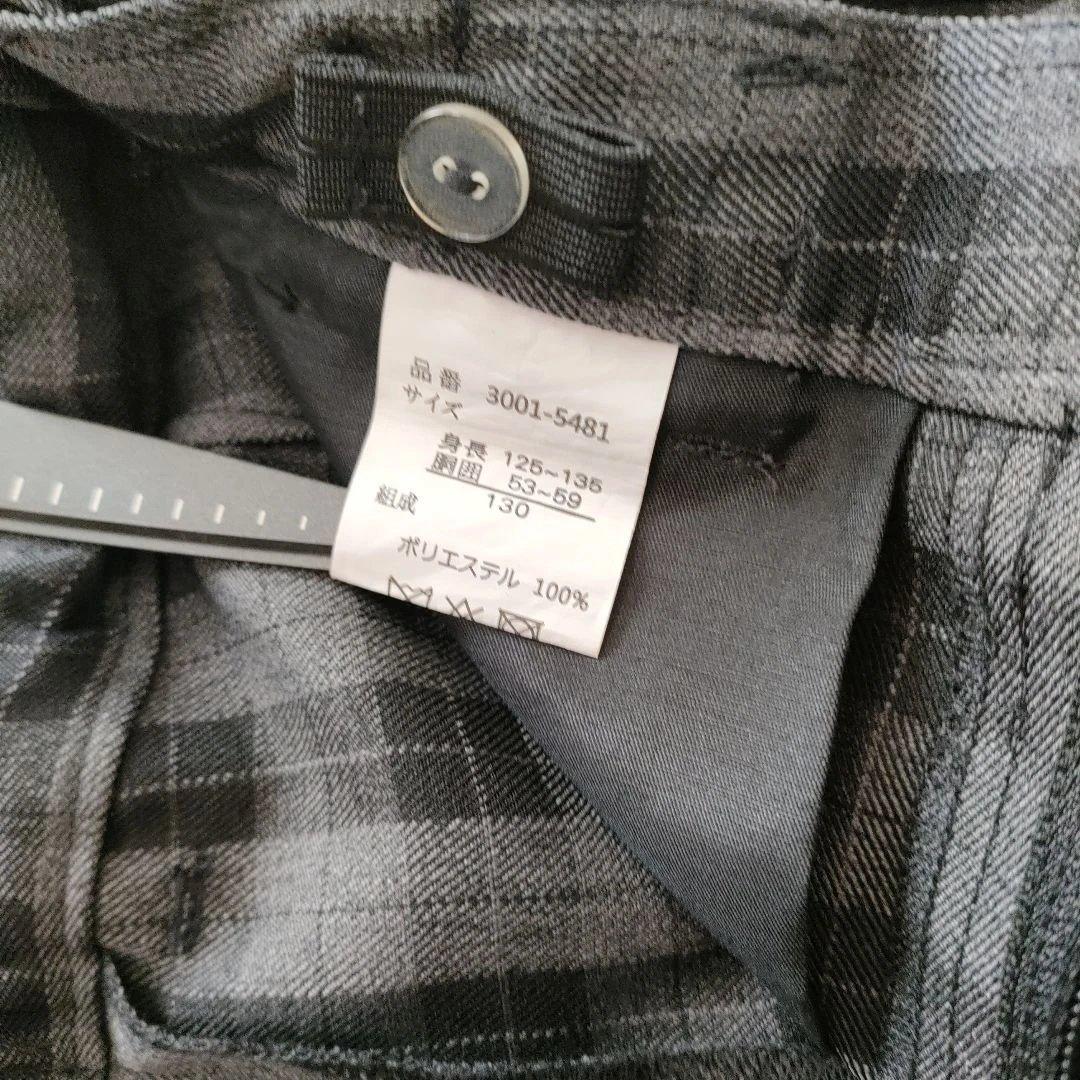 品番 3001-5481
サイズ
身長 125~135
胴囲 53~59
130
組成
ポリエステル 100%